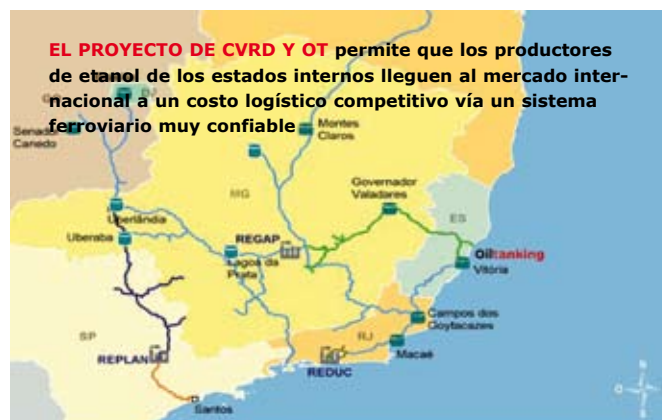 EL PROYECTO DE CVRD Y OT permite que los productores
de etanol de los estados internos lleguen al mercado inter-
nacional a un costo logístico competitivo vía un sistema
ferroviario muy confiable
GO
DF
Senador
Canedo
Montes
Claros
MG
Governador
Valadares
ES
Uberlândia
Uberaba
REGAP
Lagoa da
Prata
Oiltanking
Vitória
Campos dos
Goytacazes
SP
RJ
REPLAN
REDUC
Macaé
Santos
N